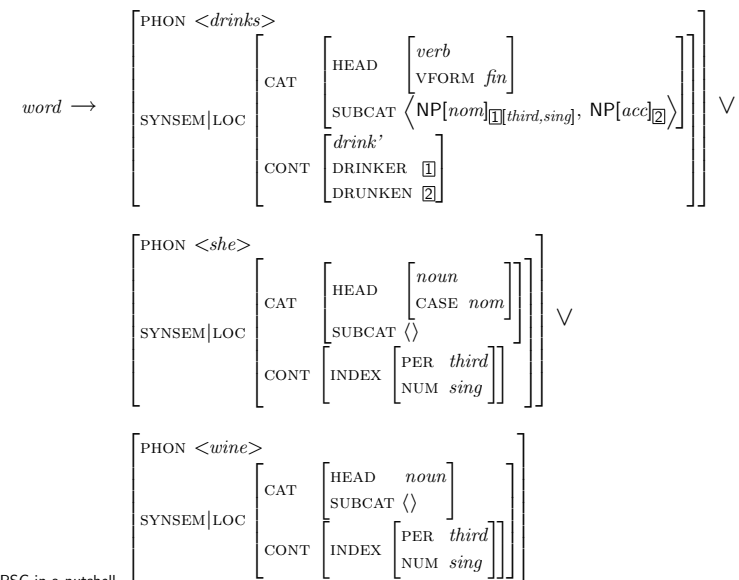 PHON <drinks>
HEAD [verb
VFORM fin]
CAT
word → SUBCAT ⟨NP[nom]1[third,sing], NP[acc]2⟩ ∨
SYNSEM|LOC
drink’
CONT DRINKER 1
DRUNKEN 2
PHON <she>
HEAD [noun
CASE nom]
CAT
SYNSEM|LOC SUBCAT ⟨⟩ ∨
CONT [INDEX [PER third
NUM sing]]
PHON <wine>
CAT HEAD noun
SUBCAT ⟨⟩
SYNSEM|LOC
CONT [INDEX [PER third
NUM sing]]
in a nutshell